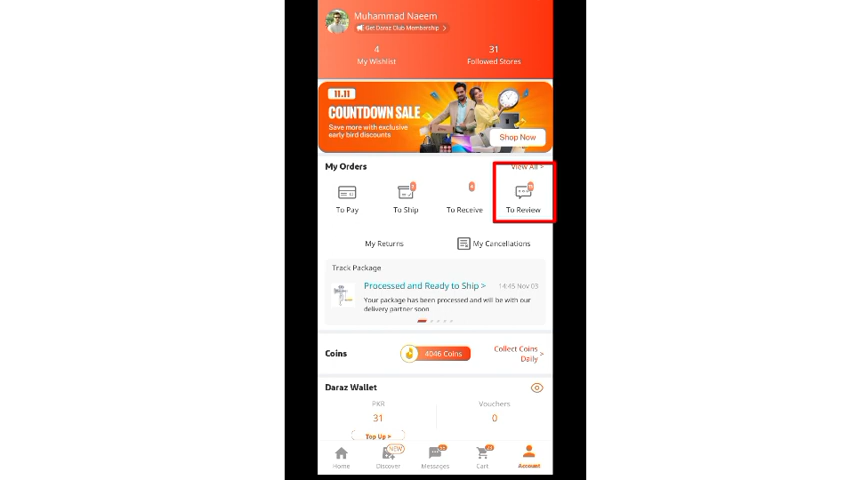 Muhammad Naeem
Get Daraz Club Membership >
4
31
My Wishlist
Followed Stores
11.11
COUNTDOWN SALE
Save more with exclusive
early bird discounts
Shop Now
My Orders
View All >
To Pay
To Ship
To Receive
To Review
My Returns
My Cancellations
Track Package
Processed and Ready to Ship >
14:45 Nov 03
Your package has been processed and will be with our
delivery partner soon
Coins
4046 Coins
Collect Coins
Daily >
Daraz Wallet
PKR
Vouchers
31
0
Top Up
NEW
Home
Discover
Messages
Cart
Account